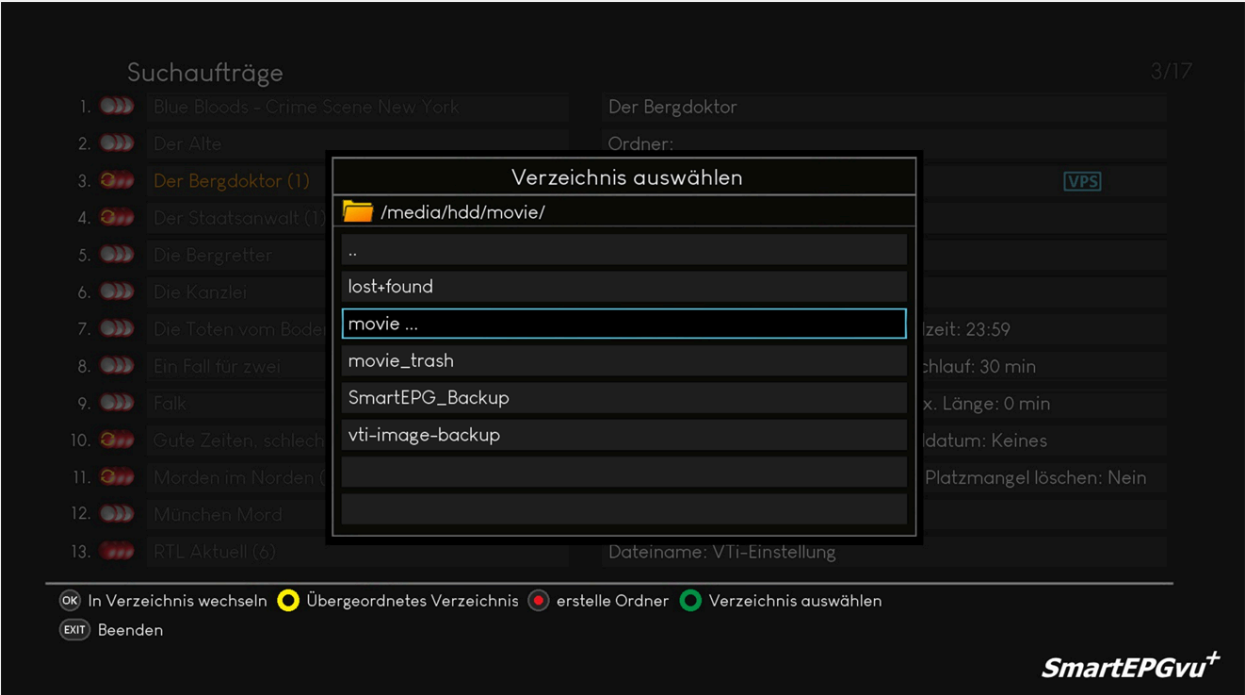 Suchaufträge 3/17
1. Blue Bloods - Crime Scene New York
Der Bergdoktor
2. Der Alte
Ordner:
3. Der Bergdoktor (1)
VPS
4. Der Staatsanwalt (1)
5. Die Bergretter
6. Die Kanzlei
7. Die Toten vom Boden
lzeit: 23:59
8. Ein Fall für zwei
chlauf: 30 min
9. Falk
x. Länge: 0 min
10. Gute Zeiten, schlech
ldatum: Keines
11. Morden im Norden (
Platzmangel löschen: Nein
12. München Mord
13. RTL Aktuell (6)
Dateiname: VTi-Einstellung
Verzeichnis auswählen
/media/hdd/movie/
..
lost+found
movie ...
movie_trash
SmartEPG_Backup
vti-image-backup
OK In Verzeichnis wechseln Übergeordnetes Verzeichnis erstelle Ordner Verzeichnis auswählen
EXIT Beenden
SmartEPGvu+